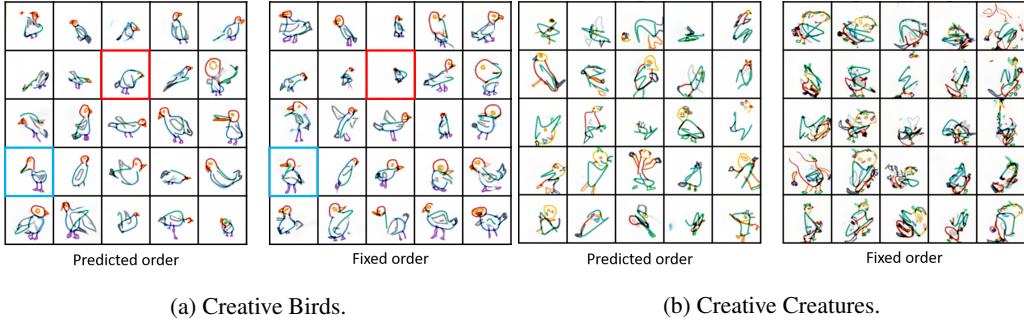 Predicted order
Fixed order
Predicted order
Fixed order
(a) Creative Birds.
(b) Creative Creatures.